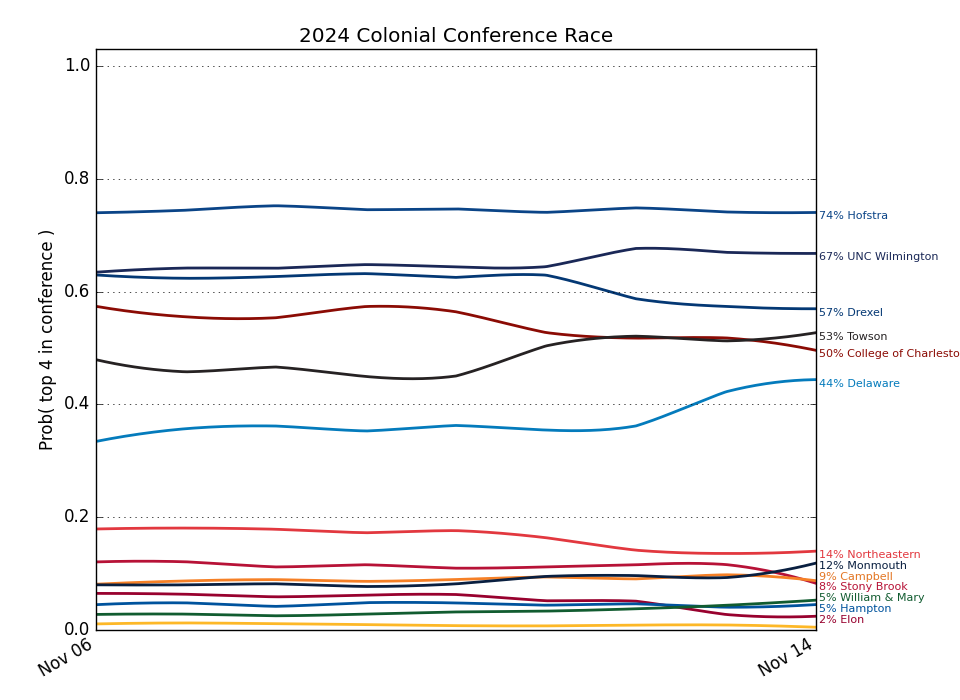 2024 Colonial Conference Race
Prob( top 4 in conference )
1.0
0.8
0.6
0.4
0.2
0.0
Nov 06
Nov 14
74% Hofstra
67% UNC Wilmington
57% Drexel
53% Towson
50% College of Charlesto
44% Delaware
14% Northeastern
12% Monmouth
9% Campbell
8% Stony Brook
5% William & Mary
5% Hampton
2% Elon